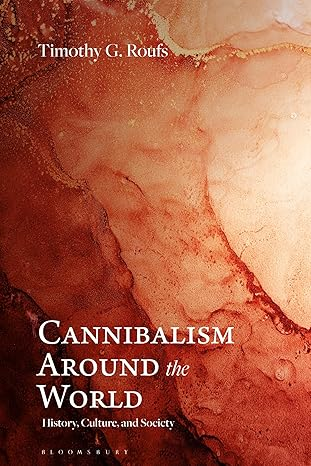 Timothy G. Roufs
CANNIBALISM
AROUND the
WORLD
History, Culture, and Society
BLOOMSBURY